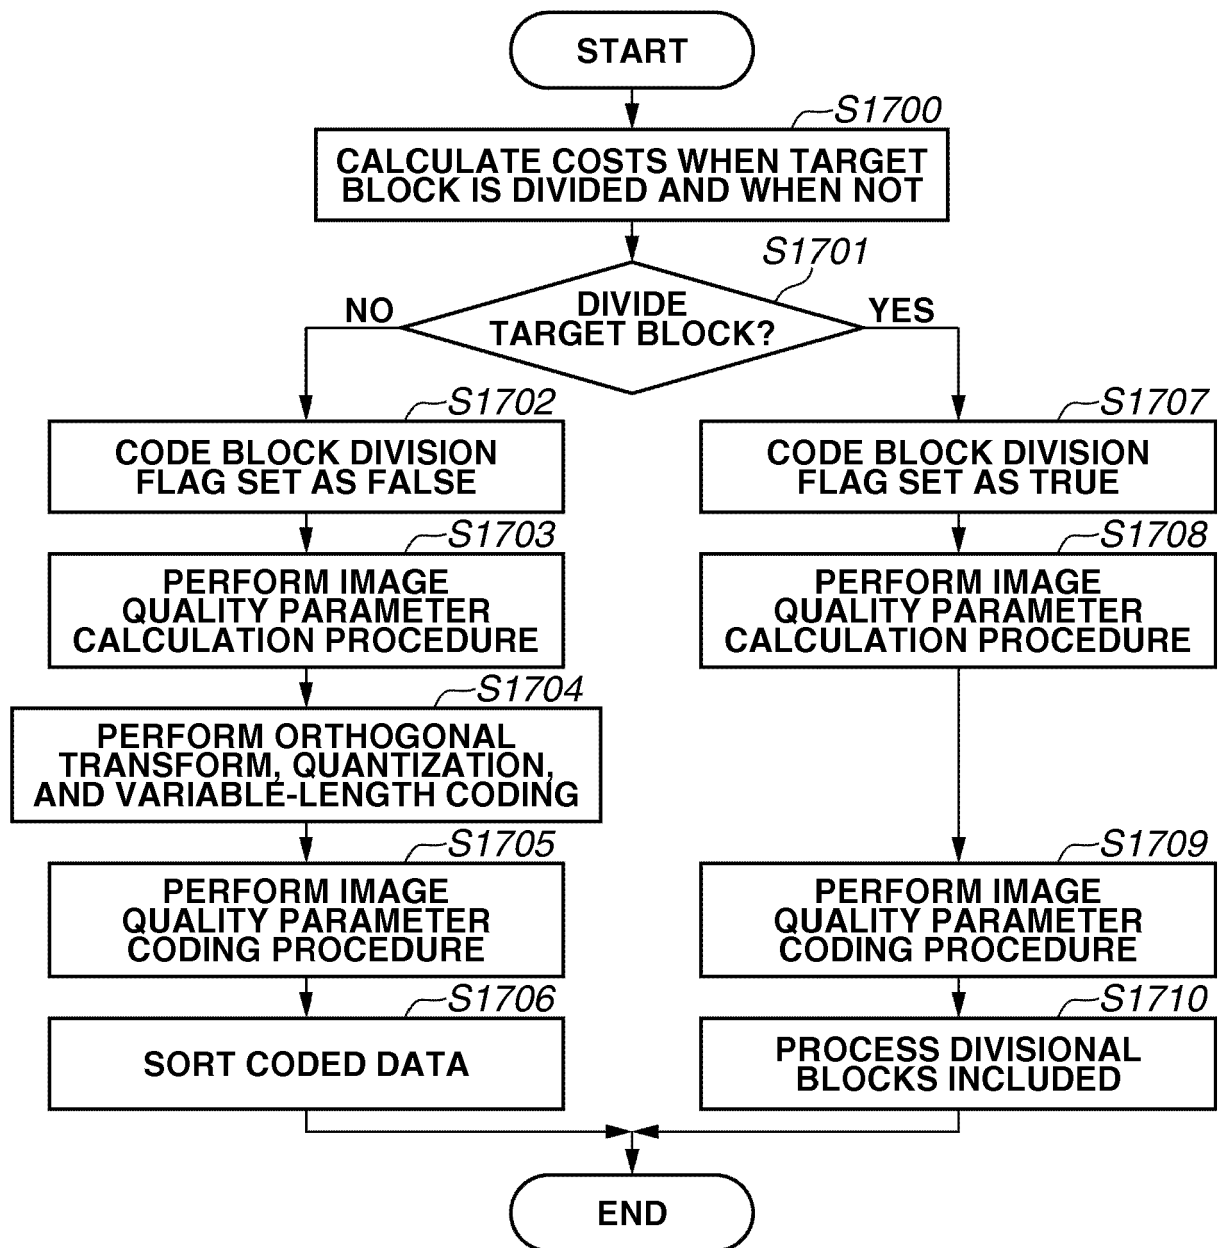 START
S1700
CALCULATE COSTS WHEN TARGET
BLOCK IS DIVIDED AND WHEN NOT
S1701
DIVIDE
TARGET BLOCK?
NO
YES
S1702
CODE BLOCK DIVISION
FLAG SET AS FALSE
S1703
PERFORM IMAGE
QUALITY PARAMETER
CALCULATION PROCEDURE
S1704
PERFORM ORTHOGONAL
TRANSFORM, QUANTIZATION,
AND VARIABLE-LENGTH CODING
S1705
PERFORM IMAGE
QUALITY PARAMETER
CODING PROCEDURE
S1706
SORT CODED DATA
S1707
CODE BLOCK DIVISION
FLAG SET AS TRUE
S1708
PERFORM IMAGE
QUALITY PARAMETER
CALCULATION PROCEDURE
S1709
PERFORM IMAGE
QUALITY PARAMETER
CODING PROCEDURE
S1710
PROCESS DIVISIONAL
BLOCKS INCLUDED
END